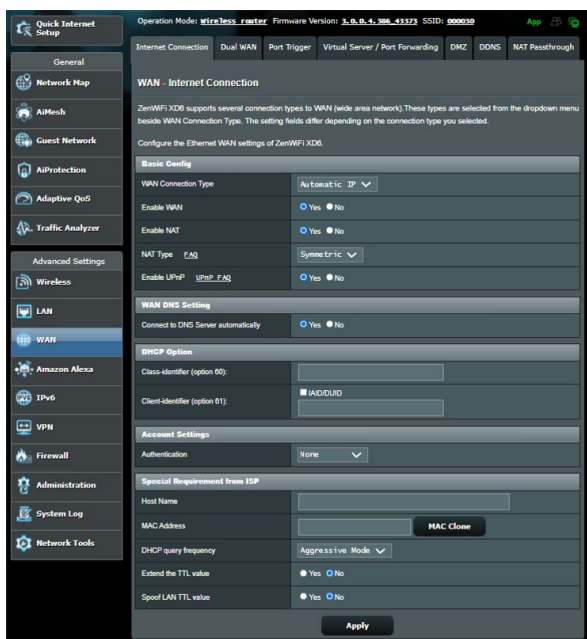 Quick Internet
Setup
Operation Mode: Wireless router Firmware Version: 3.0.0.4.386_43373 SSID: 000030
App
Internet Connection
Dual WAN
Port Trigger
Virtual Server / Port Forwarding
DMZ
DDNS
NAT Passthrough
General
Network Map
AiMesh
Guest Network
AiProtection
Adaptive QoS
Traffic Analyzer
Advanced Settings
Wireless
LAN
WAN
Amazon Alexa
IPv6
VPN
Firewall
Administration
System Log
Network Tools
WAN - Internet Connection
ZenWiFi XD6 supports several connection types to WAN (wide area network).These types are selected from the dropdown menu
beside WAN Connection Type. The setting fields differ depending on the connection type you selected.
Configure the Ethernet WAN settings of ZenWiFi XD6.
Basic Config
WAN Connection Type Automatic IP
Enable WAN Yes No
Enable NAT Yes No
NAT Type FAQ Symmetric
Enable UPnP UPnP FAQ Yes No
WAN DNS Setting
Connect to DNS Server automatically Yes No
DHCP Option
Class-identifier (option 60):
IAID/DUID
Client-identifier (option 61):
Account Settings
Authentication None
Special Requirement from ISP
Host Name
MAC Address MAC Clone
DHCP query frequency Aggressive Mode
Extend the TTL value Yes No
Spoof LAN TTL value Yes No
Apply